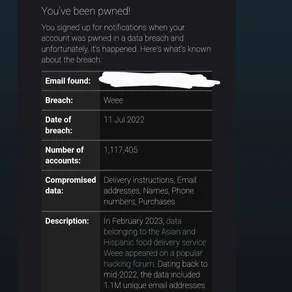 You've been pwned!
You signed up for notifications when your
account was pwned in a data breach and
unfortunately, it's happened. Here's what's known
about the breach:
Email found:
Breach: Weee
Date of breach: 11 Jul 2022
Number of accounts: 1,117,405
Compromised data: Delivery instructions, Email
addresses, Names, Phone
numbers, Purchases
Description: In February 2023, data
belonging to the Asian and
Hispanic food delivery service
Weee appeared on a popular
hacking forum. Dating back to
mid-2022, the data included
1.1M unique email addresses